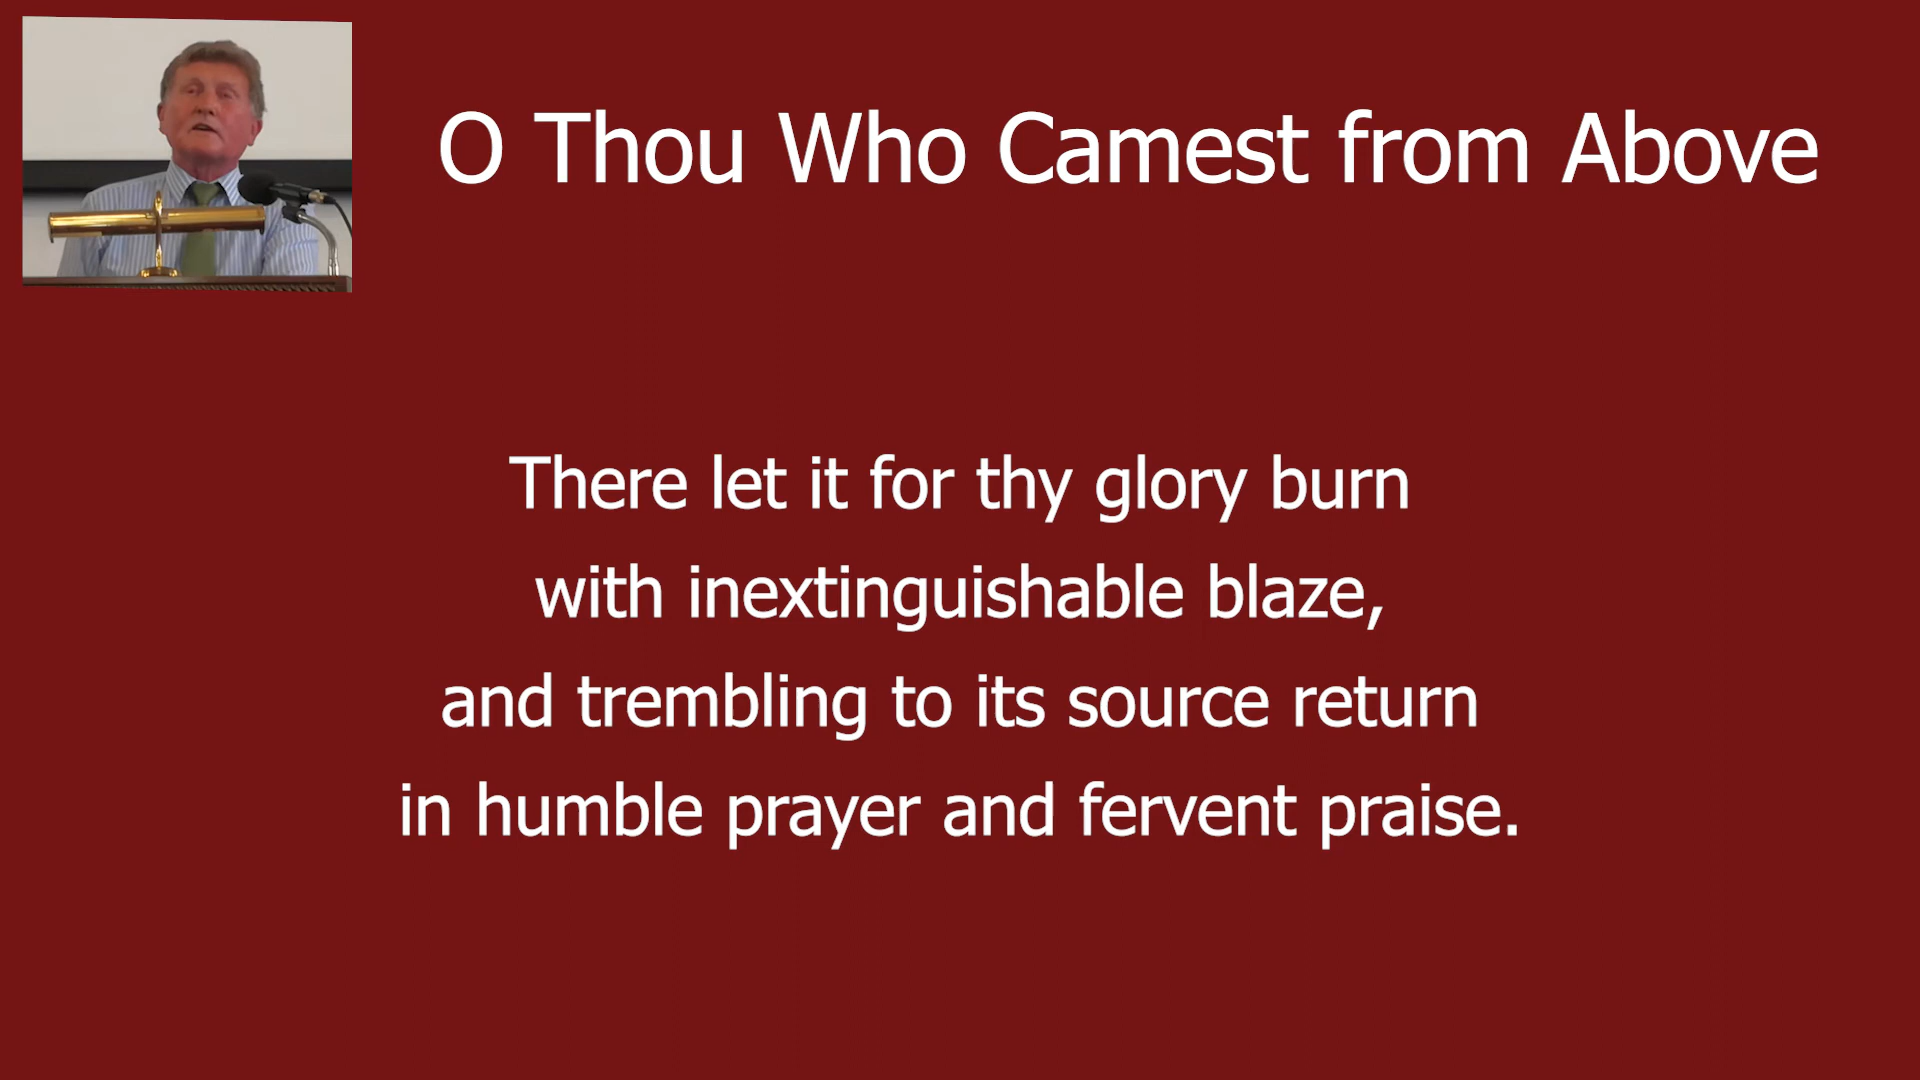 O Thou Who Camest from Above
There let it for thy glory burn
with inextinguishable blaze,
and trembling to its source return
in humble prayer and fervent praise.